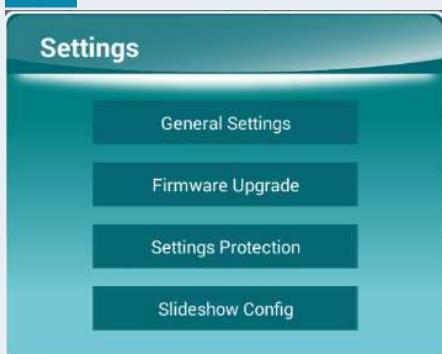 Settings
General Settings
Firmware Upgrade
Settings Protection
Slideshow Config